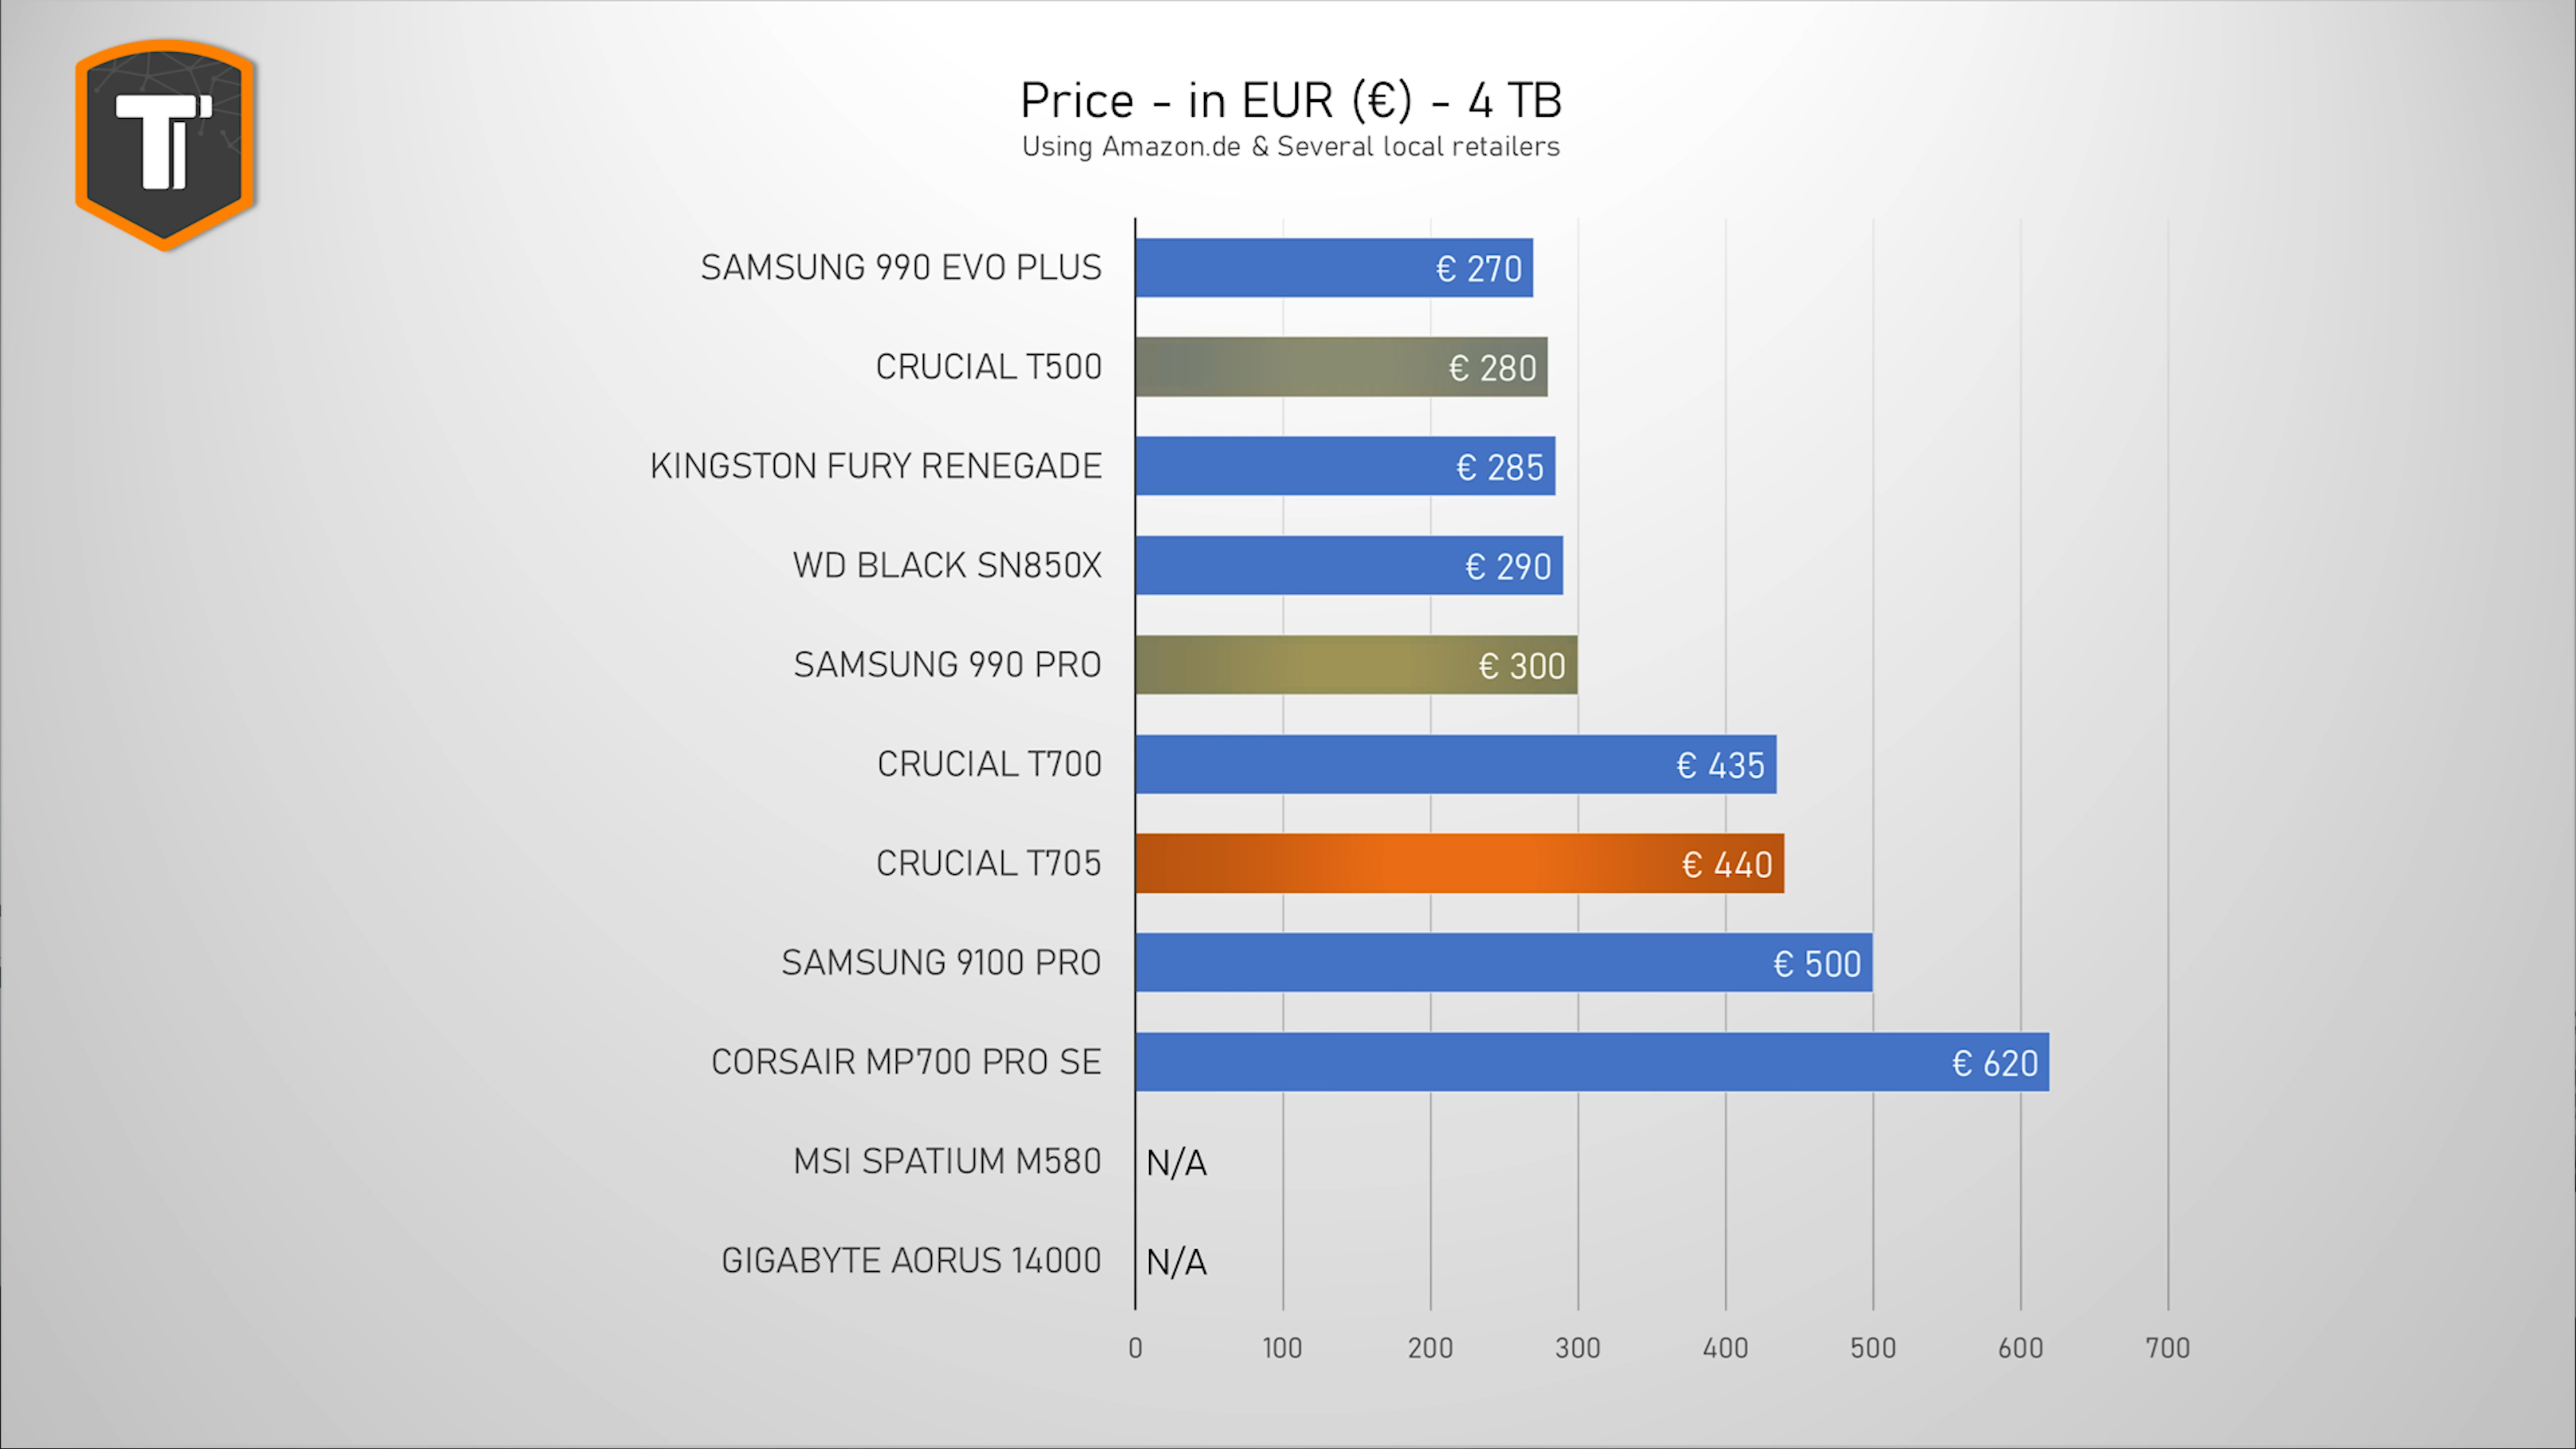 Price - in EUR (€) - 4 TB
Using Amazon.de & Several local retailers
SAMSUNG 990 EVO PLUS € 270
CRUCIAL T500 € 280
KINGSTON FURY RENEGADE € 285
WD BLACK SN850X € 290
SAMSUNG 990 PRO € 300
CRUCIAL T700 € 435
CRUCIAL T705 € 440
SAMSUNG 9100 PRO € 500
CORSAIR MP700 PRO SE € 620
MSI SPATIUM M580 N/A
GIGABYTE AORUS 14000 N/A
0 100 200 300 400 500 600 700